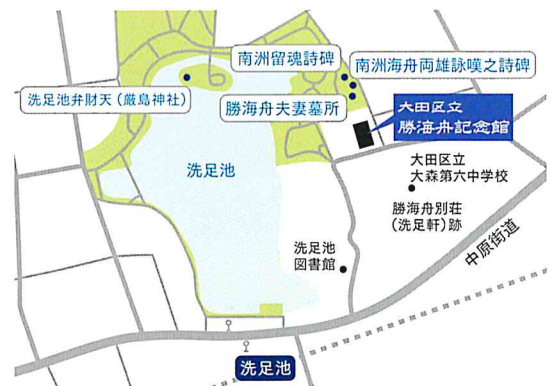 南洲留魂詩碑
南洲海舟両雄詠嘆之詩碑
洗足池弁財天（厳島神社）
勝海舟夫妻墓所
大田区立
勝海舟記念館
洗足池
大田区立
大森第六中学校
勝海舟別荘
（洗足軒）跡
中原街道
洗足池
図書館
洗足池